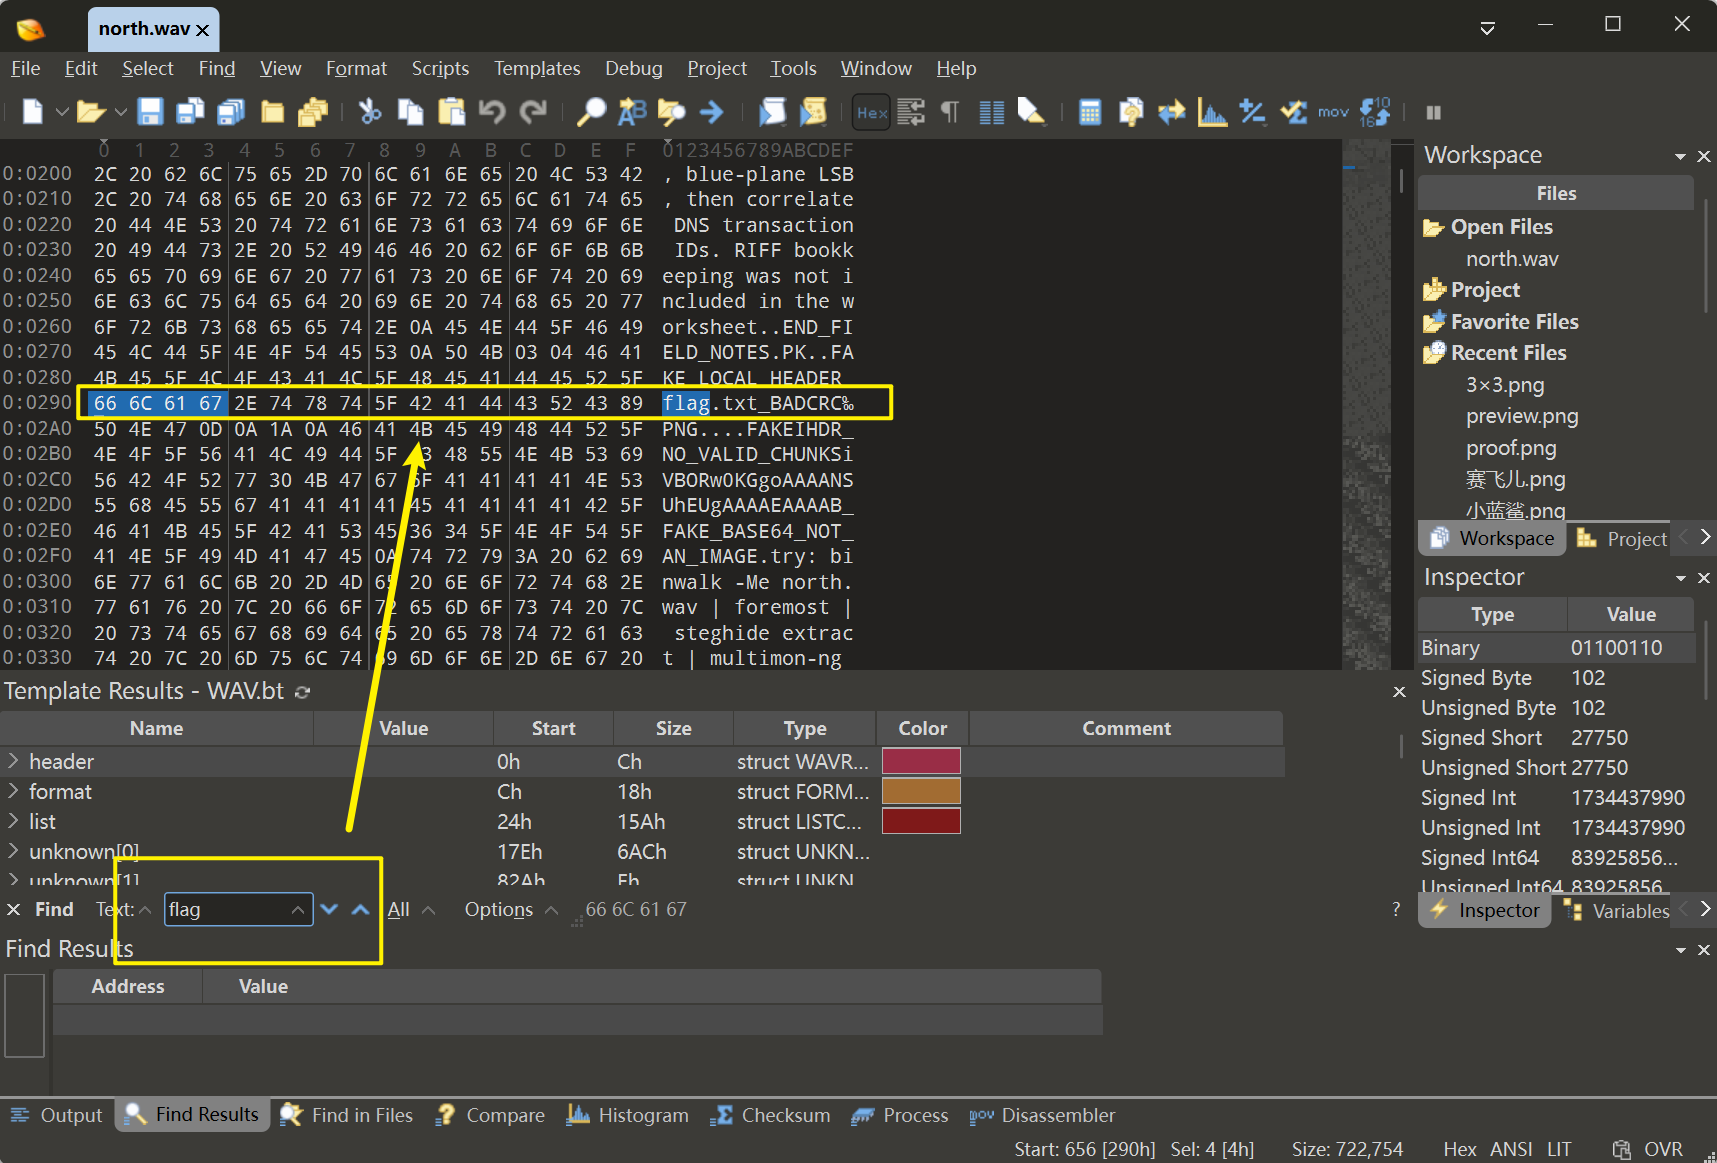 north.wav
File Edit Select Find View Format Scripts Templates Debug Project Tools Window Help
Hex mov 10 16
0 1 2 3 4 5 6 7 8 9 A B C D E F 0123456789ABCDEF
0:0200 2C 20 62 6C 75 65 2D 70 6C 61 6E 65 20 4C 53 42 , blue-plane LSB
0:0210 2C 20 74 68 65 6E 20 63 6F 72 72 65 6C 61 74 65 , then correlate
0:0220 20 44 4E 53 20 74 72 61 6E 73 61 63 74 69 6F 6E DNS transaction
0:0230 20 49 44 73 2E 20 52 49 46 46 20 62 6F 6F 6B 6B IDs. RIFF bookk
0:0240 65 65 70 69 6E 67 20 77 61 73 20 6E 6F 74 20 69 eeping was not i
0:0250 6E 63 6C 75 64 65 64 20 69 6E 20 74 68 65 20 77 ncluded in the w
0:0260 6F 72 6B 73 68 65 65 74 2E 0A 45 4E 44 5F 46 49 orksheet..END_FI
0:0270 45 4C 44 5F 4E 4F 54 45 53 0A 50 4B 03 04 46 41 ELD_NOTES.PK..FA
0:0280 4B 45 5F 4C 4F 43 41 4C 5F 48 45 41 44 45 52 5F KE_LOCAL_HEADER_
0:0290 66 6C 61 67 2E 74 78 74 5F 42 41 44 43 52 43 89 flag.txt_BADCRC‰
0:02A0 50 4E 47 0D 0A 1A 0A 46 41 4B 45 49 48 44 52 5F PNG....FAKEIHDR_
0:02B0 4E 4F 5F 56 41 4C 49 44 5F 43 48 55 4E 4B 53 69 NO_VALID_CHUNKSi
0:02C0 56 42 4F 52 77 30 4B 47 67 6F 41 41 41 41 4E 53 VBORw0KGgoAAAANS
0:02D0 55 68 45 55 67 41 41 41 41 45 41 41 41 41 42 5F UhEUgAAAAEAAAAB_
0:02E0 46 41 4B 45 5F 42 41 53 45 36 34 5F 4E 4F 54 5F FAKE_BASE64_NOT_
0:02F0 41 4E 5F 49 4D 41 47 45 0A 74 72 79 3A 20 62 69 AN_IMAGE.try: bi
0:0300 6E 77 61 6C 6B 20 2D 4D 65 20 6E 6F 72 74 68 2E nwalk -Me north.
0:0310 77 61 76 20 7C 20 66 6F 72 65 6D 6F 73 74 20 7C wav | foremost |
0:0320 20 73 74 65 67 68 69 64 65 20 65 78 74 72 61 63 steghide extrac
0:0330 74 20 7C 20 6D 75 6C 74 69 6D 6F 6E 2D 6E 67 20 t | multimon-ng
Workspace
Files
Open Files
north.wav
Project
Favorite Files
Recent Files
3×3.png
preview.png
proof.png
赛飞儿.png
小蓝鲨.png
Workspace Project
Inspector
Type Value
Binary 01100110
Signed Byte 102
Unsigned Byte 102
Signed Short 27750
Unsigned Short 27750
Signed Int 1734437990
Unsigned Int 1734437990
Signed Int64 83925856...
Unsigned Int64 83925856
Inspector Variables
Template Results - WAV.bt
Name Value Start Size Type Color Comment
header 0h Ch struct WAVR...
format Ch 18h struct FORM...
list 24h 15Ah struct LISTC...
unknown[0] 17Eh 6ACh struct UNKN...
unknown[1] 82Ah Eh struct UNKN
Find Text: flag All Options 66 6C 61 67 ?
Find Results
Address Value
Output Find Results Find in Files Compare Histogram Checksum Process Disassembler
Start: 656 [290h] Sel: 4 [4h] Size: 722,754 Hex ANSI LIT OVR